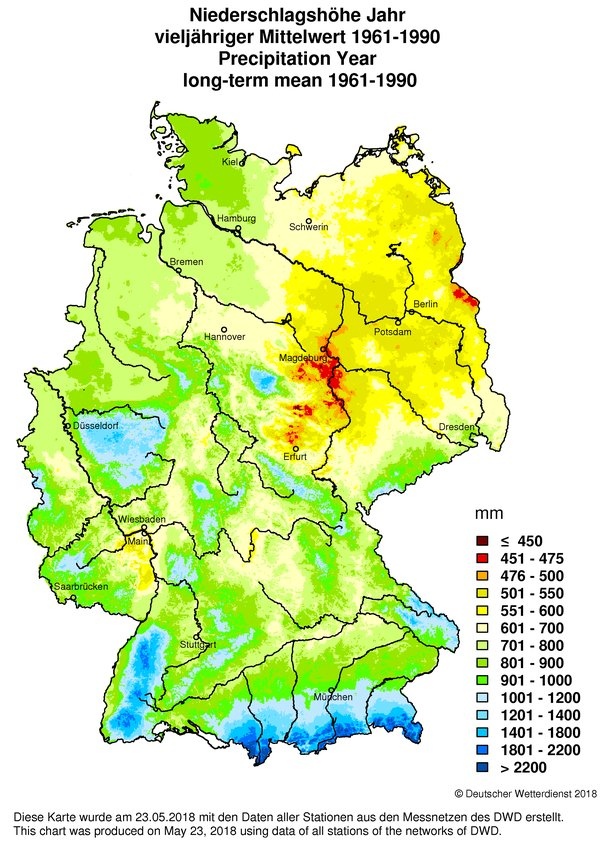 Niederschlagshöhe Jahr
vieljähriger Mittelwert 1961-1990
Precipitation Year
long-term mean 1961-1990
Kiel
Hamburg
Schwerin
Bremen
Berlin
Potsdam
Hannover
Magdeburg
Düsseldorf
Dresden
Erfurt
Wiesbaden
Mainz
Saarbrücken
Stuttgart
München
mm
≤ 450
451 - 475
476 - 500
501 - 550
551 - 600
601 - 700
701 - 800
801 - 900
901 - 1000
1001 - 1200
1201 - 1400
1401 - 1800
1801 - 2200
> 2200
© Deutscher Wetterdienst 2018
Diese Karte wurde am 23.05.2018 mit den Daten aller Stationen aus den Messnetzen des DWD erstellt.
This chart was produced on May 23, 2018 using data of all stations of the networks of DWD.